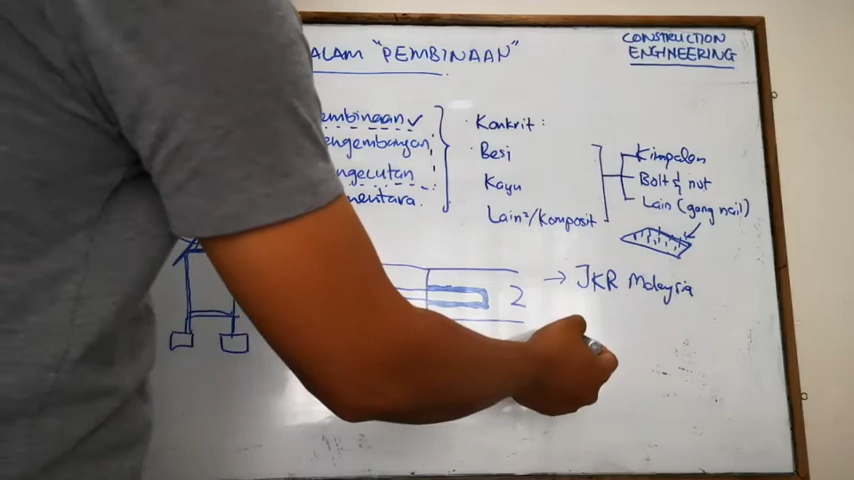 ALAM "PEMBINAAN"
CONSTRUCTION
ENGINEERING
embinaan ✓
engembangan
engecutan
mentara.
Konkrit:
Besi
Kayu
Lain²/Komposit
Kimpalan
Bolt & nut
Lain (gang nail)
2
→ JKR Malaysia